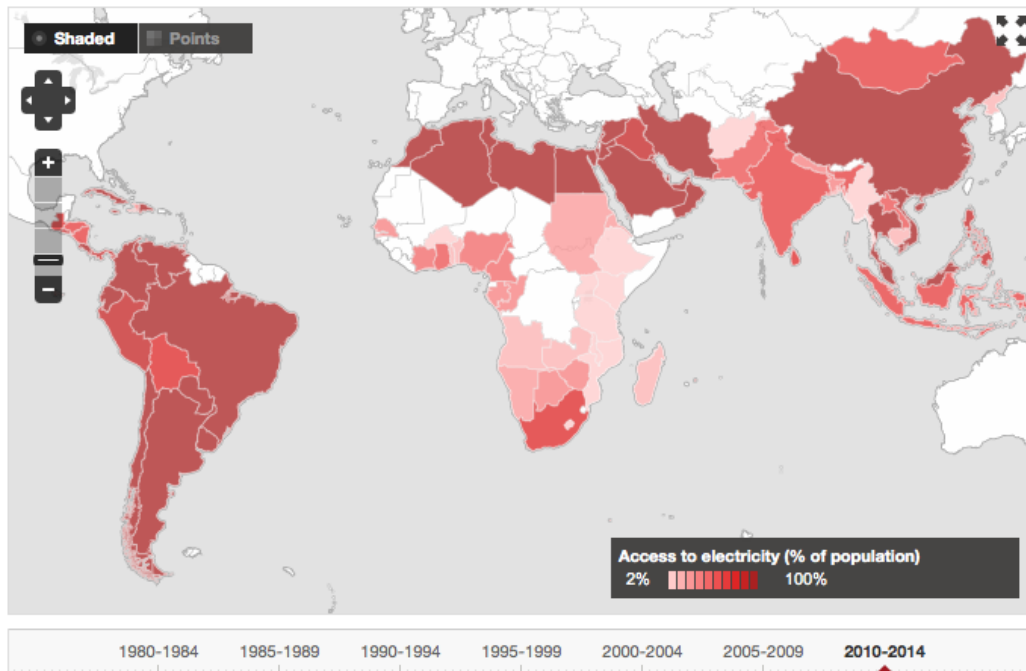 Shaded
Points
+
−
Access to electricity (% of population)
2% 100%
1980-1984 1985-1989 1990-1994 1995-1999 2000-2004 2005-2009 2010-2014